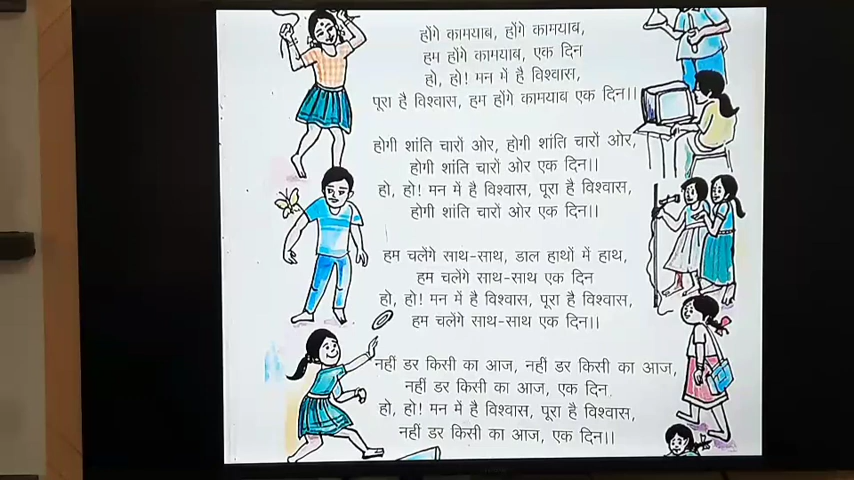 होंगे कामयाब, होंगे कामयाब,
हम होंगे कामयाब, एक दिन
हो, हो! मन में है विश्वास,
पूरा है विश्वास, हम होंगे कामयाब एक दिन।।
होगी शांति चारों ओर, होगी शांति चारों ओर,
होगी शांति चारों ओर एक दिन।।
हो, हो! मन में है विश्वास, पूरा है विश्वास,
होगी शांति चारों ओर एक दिन।।
हम चलेंगे साथ-साथ, डाल हाथों में हाथ,
हम चलेंगे साथ-साथ एक दिन
हो, हो! मन में है विश्वास, पूरा है विश्वास,
हम चलेंगे साथ-साथ एक दिन।।
नहीं डर किसी का आज, नहीं डर किसी का आज,
नहीं डर किसी का आज, एक दिन
हो, हो! मन में है विश्वास, पूरा है विश्वास,
नहीं डर किसी का आज, एक दिन।।